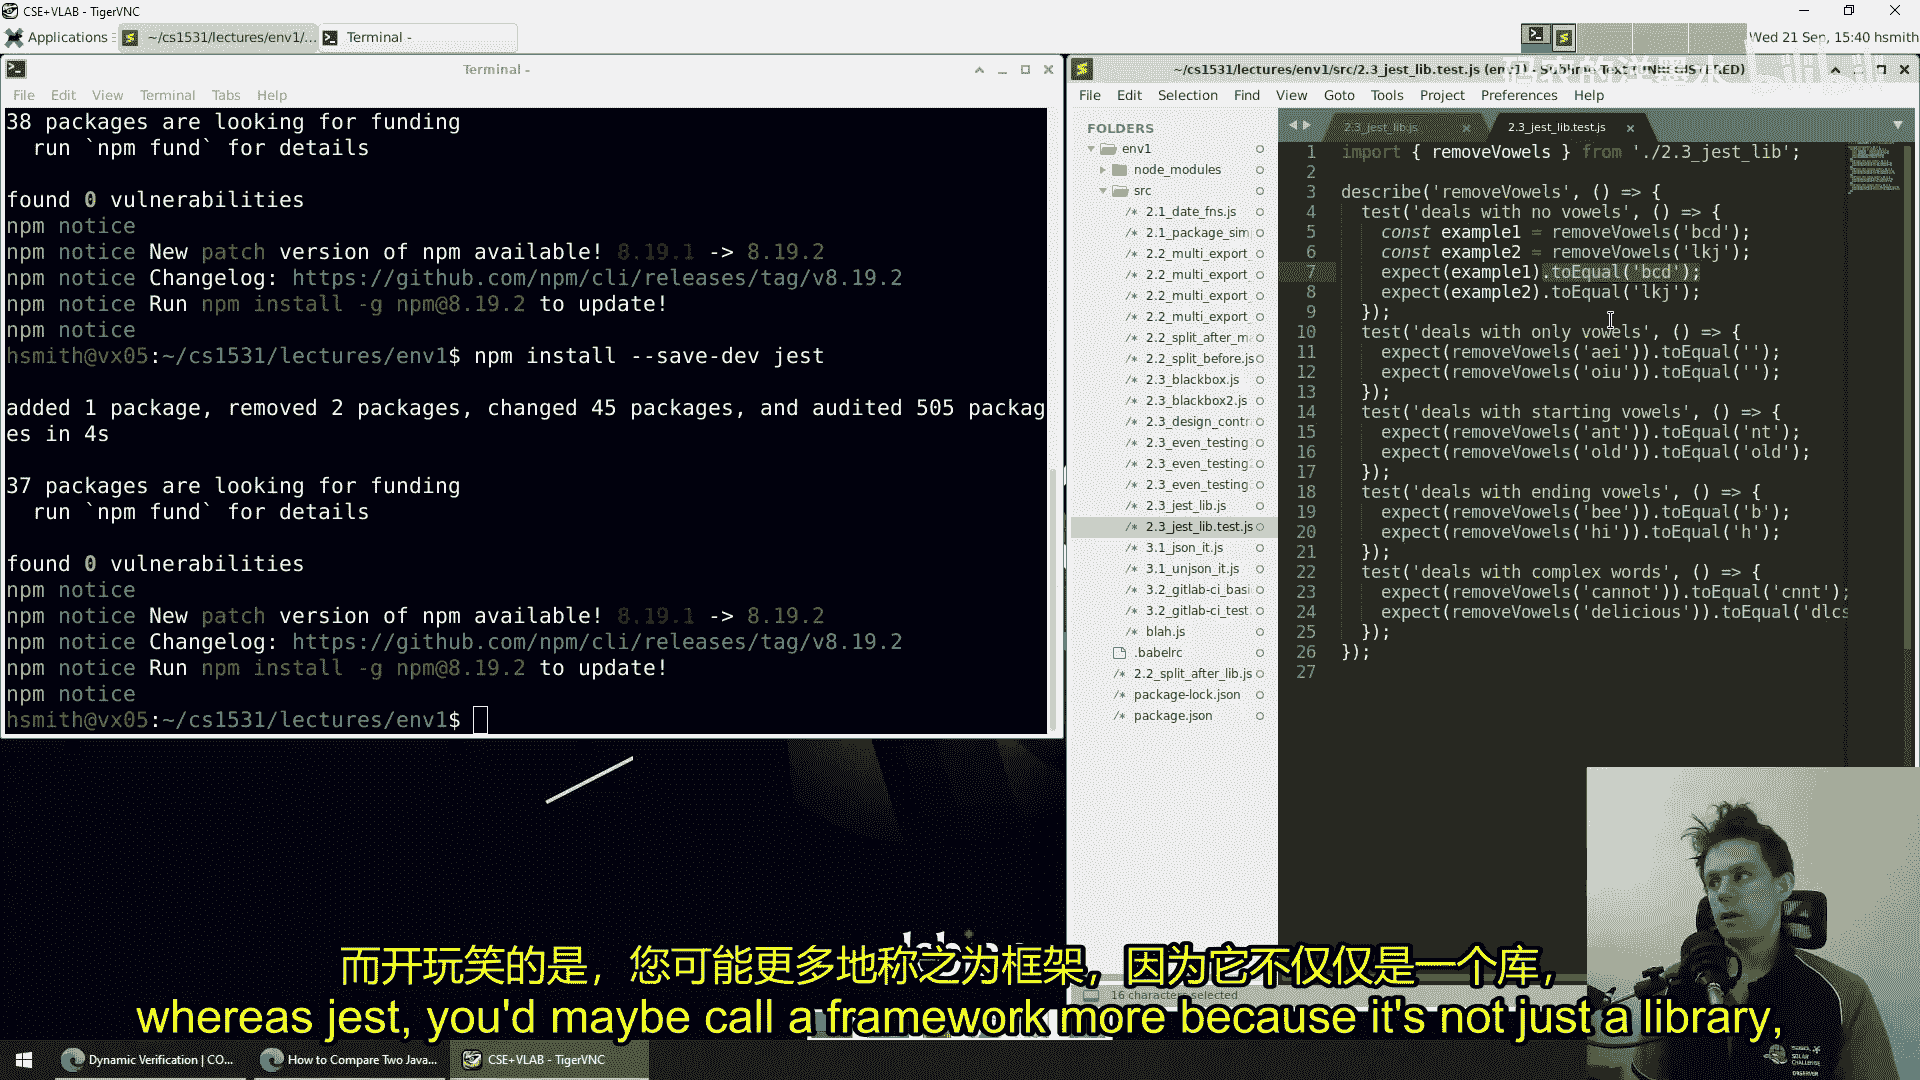 CSE+VLAB - TigerVNC
Applications
~/cs1531/lectures/env1/...
Terminal -
Wed 21 Sep, 15:40 hsmith
Terminal -
File Edit View Terminal Tabs Help
38 packages are looking for funding
run `npm fund` for details
found 0 vulnerabilities
npm notice
npm notice New patch version of npm available! 8.19.1 -> 8.19.2
npm notice Changelog: https://github.com/npm/cli/releases/tag/v8.19.2
npm notice Run npm install -g npm@8.19.2 to update!
npm notice
hsmith@vx05:~/cs1531/lectures/env1$ npm install --save-dev jest
added 1 package, removed 2 packages, changed 45 packages, and audited 505 packag
es in 4s
37 packages are looking for funding
run `npm fund` for details
found 0 vulnerabilities
npm notice
npm notice New patch version of npm available! 8.19.1 -> 8.19.2
npm notice Changelog: https://github.com/npm/cli/releases/tag/v8.19.2
npm notice Run npm install -g npm@8.19.2 to update!
npm notice
hsmith@vx05:~/cs1531/lectures/env1$
~/cs1531/lectures/env1/src/2.3_jest_lib.test.js (env1) - Sublime Text (UNREGISTERED)
File Edit Selection Find View Goto Tools Project Preferences Help
FOLDERS
env1
node_modules
src
/* 2.1_date_fns.js
/* 2.1_package_sim
/* 2.2_multi_export_
/* 2.2_multi_export_
/* 2.2_multi_export_
/* 2.2_multi_export_
/* 2.2_split_after_m
/* 2.2_split_before.js
/* 2.3_blackbox.js
/* 2.3_blackbox2.js
/* 2.3_design_contr
/* 2.3_even_testing
/* 2.3_even_testing
/* 2.3_even_testing
/* 2.3_jest_lib.js
/* 2.3_jest_lib.test.js
/* 3.1_json_it.js
/* 3.1_unjson_it.js
/* 3.2_gitlab-ci_basi
/* 3.2_gitlab-ci_test
/* blah.js
.babelrc
/* 2.2_split_after_lib.js
/* package-lock.json
/* package.json
2.3_jest_lib.js
2.3_jest_lib.test.js
1 import { removeVowels } from './2.3_jest_lib';
2
3 describe('removeVowels', () => {
4 test('deals with no vowels', () => {
5 const example1 = removeVowels('bcd');
6 const example2 = removeVowels('lkj');
7 expect(example1).toEqual('bcd');
8 expect(example2).toEqual('lkj');
9 });
10 test('deals with only vowels', () => {
11 expect(removeVowels('aei')).toEqual('');
12 expect(removeVowels('oiu')).toEqual('');
13 });
14 test('deals with starting vowels', () => {
15 expect(removeVowels('ant')).toEqual('nt');
16 expect(removeVowels('old')).toEqual('old');
17 });
18 test('deals with ending vowels', () => {
19 expect(removeVowels('bee')).toEqual('b');
20 expect(removeVowels('hi')).toEqual('h');
21 });
22 test('deals with complex words', () => {
23 expect(removeVowels('cannot')).toEqual('cnnt');
24 expect(removeVowels('delicious')).toEqual('dlcs
25 });
26 });
27
16 characters selected
而开玩笑的是，您可能更多地称之为框架，因为它不仅仅是一个库，
whereas jest, you'd maybe call a framework more because it's not just a library,
Dynamic Verification | CO...
How to Compare Two Java...
CSE+VLAB - TigerVNC